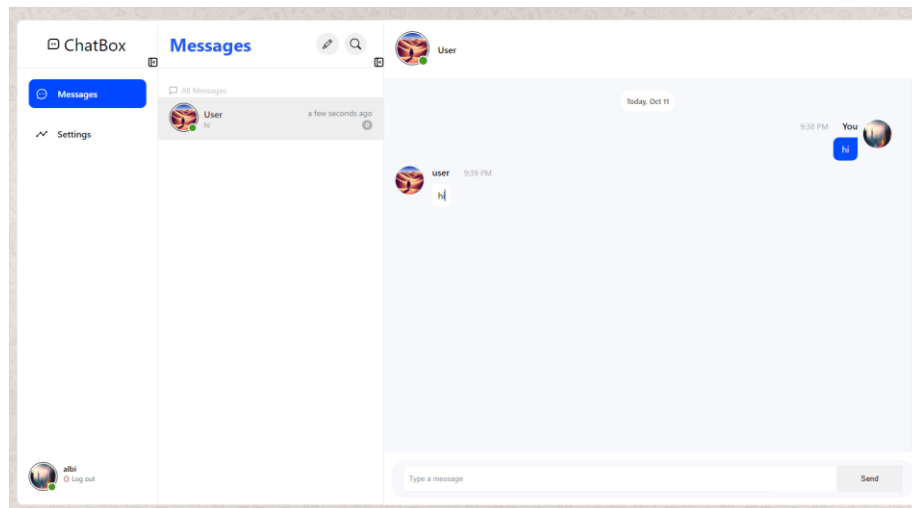 ChatBox
Messages
Settings
albi
Log out
Messages
All Messages
User
a few seconds ago
hi
0
User
Today, Oct 11
9:38 PM You
hi
user 9:39 PM
hi
Type a message
Send